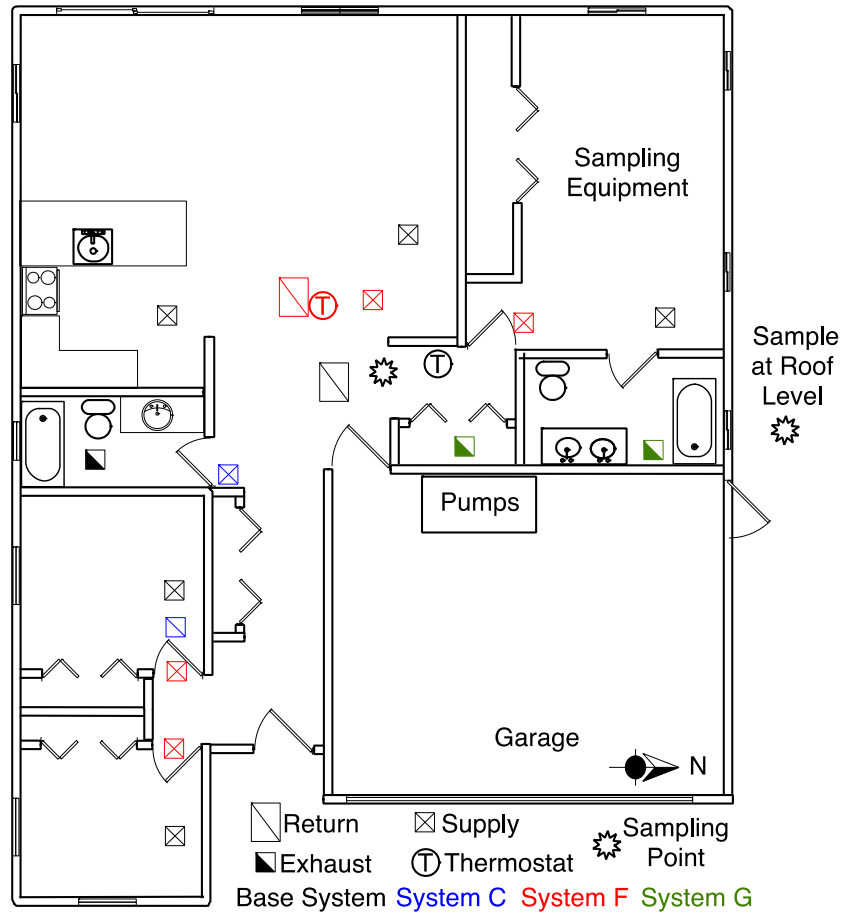 Sampling
Equipment
T
T
Sample
at Roof
Level
Pumps
Garage
N
Return
Supply
Sampling
Point
Exhaust
T Thermostat
Base System System C System F System G